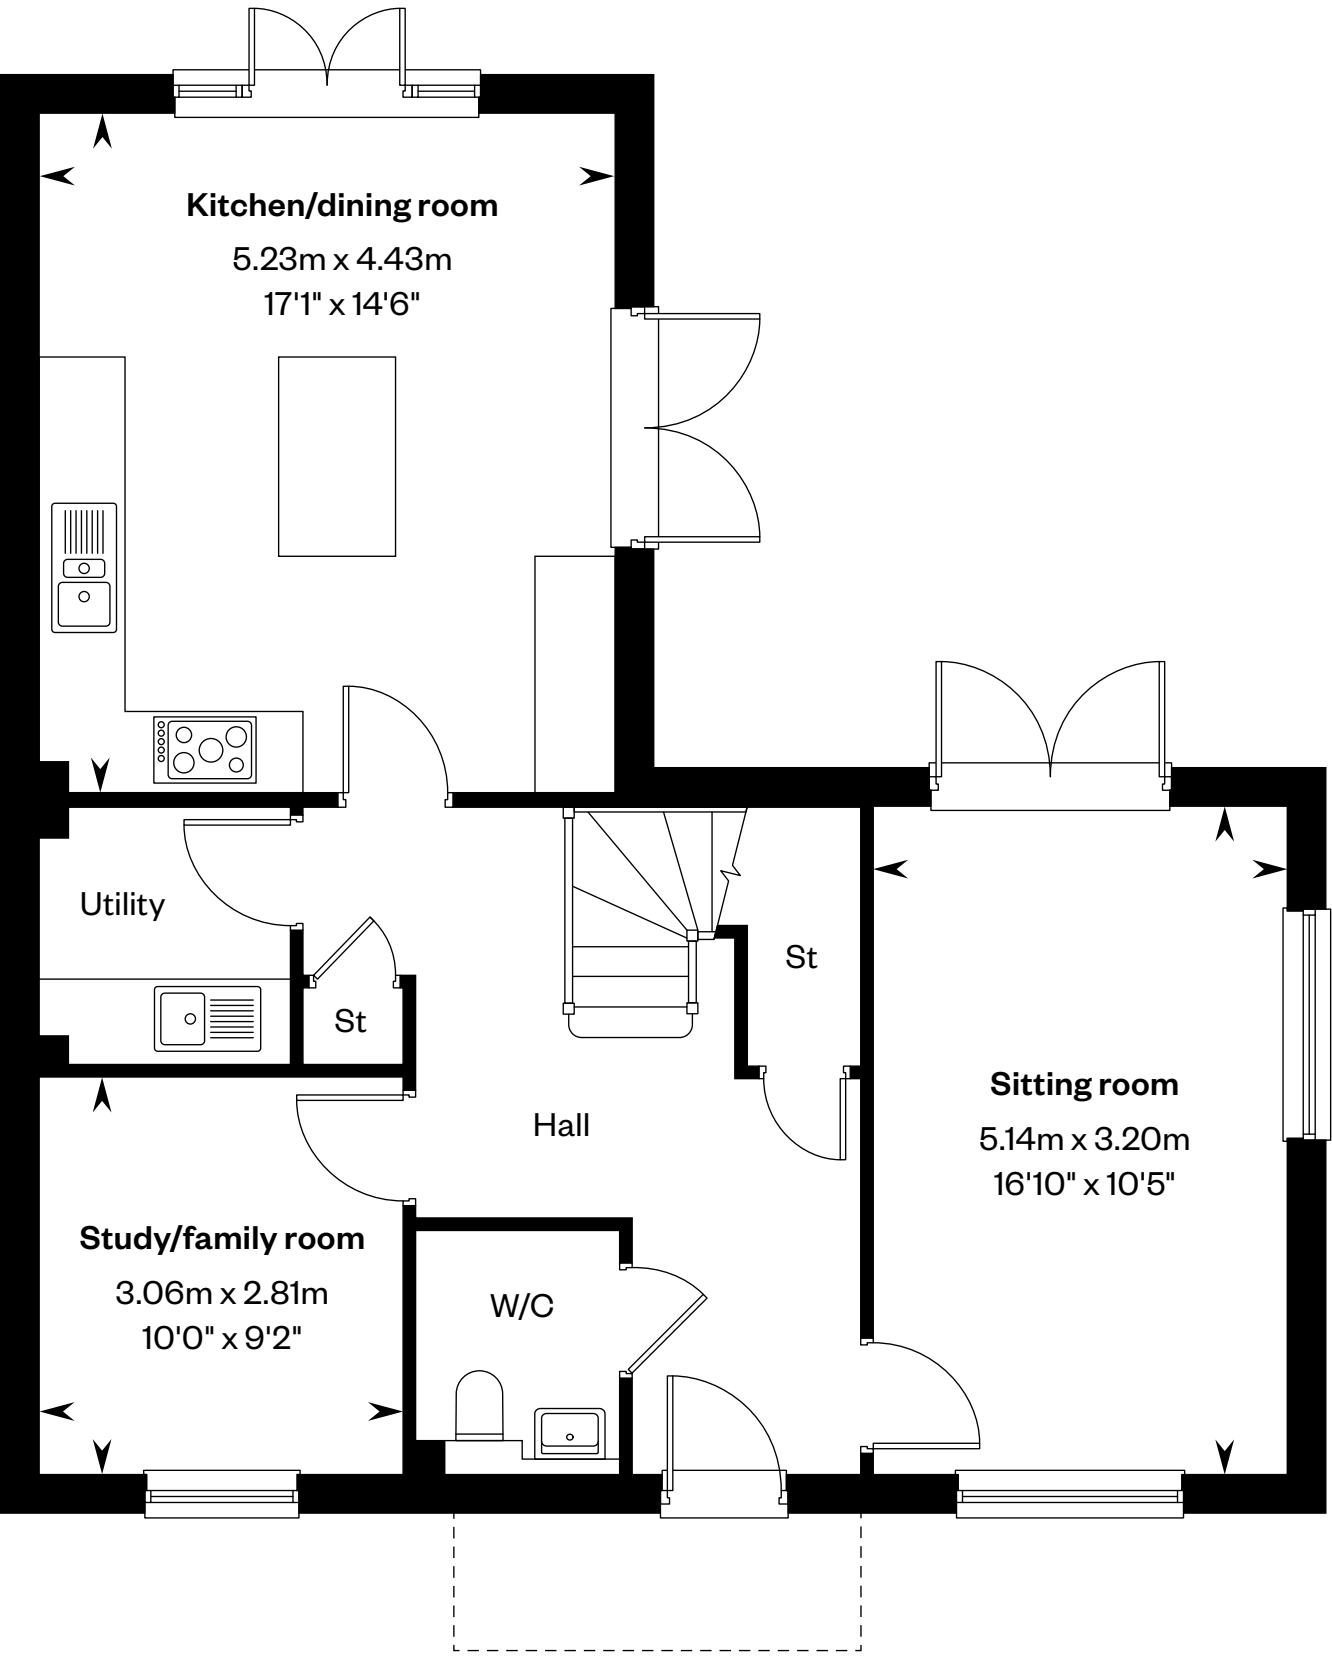 Kitchen/dining room
5.23m x 4.43m
17'1" x 14'6"
Utility
St
St
Hall
Sitting room
5.14m x 3.20m
16'10" x 10'5"
Study/family room
3.06m x 2.81m
10'0" x 9'2"
W/C